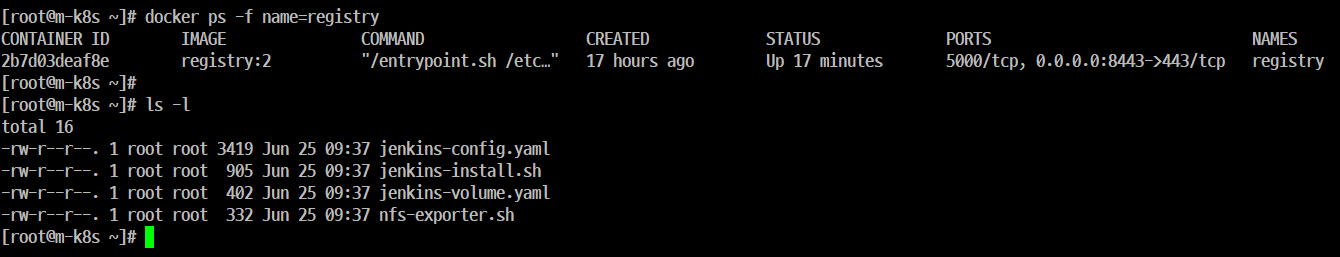 [root@m-k8s ~]# docker ps -f name=registry
CONTAINER ID        IMAGE               COMMAND                  CREATED             STATUS              PORTS                            NAMES
2b7d03deaf8e        registry:2          "/entrypoint.sh /etc…"   17 hours ago        Up 17 minutes       5000/tcp, 0.0.0.0:8443->443/tcp   registry
[root@m-k8s ~]#
[root@m-k8s ~]# ls -l
total 16
-rw-r--r--. 1 root root 3419 Jun 25 09:37 jenkins-config.yaml
-rw-r--r--. 1 root root  905 Jun 25 09:37 jenkins-install.sh
-rw-r--r--. 1 root root  402 Jun 25 09:37 jenkins-volume.yaml
-rw-r--r--. 1 root root  332 Jun 25 09:37 nfs-exporter.sh
[root@m-k8s ~]#